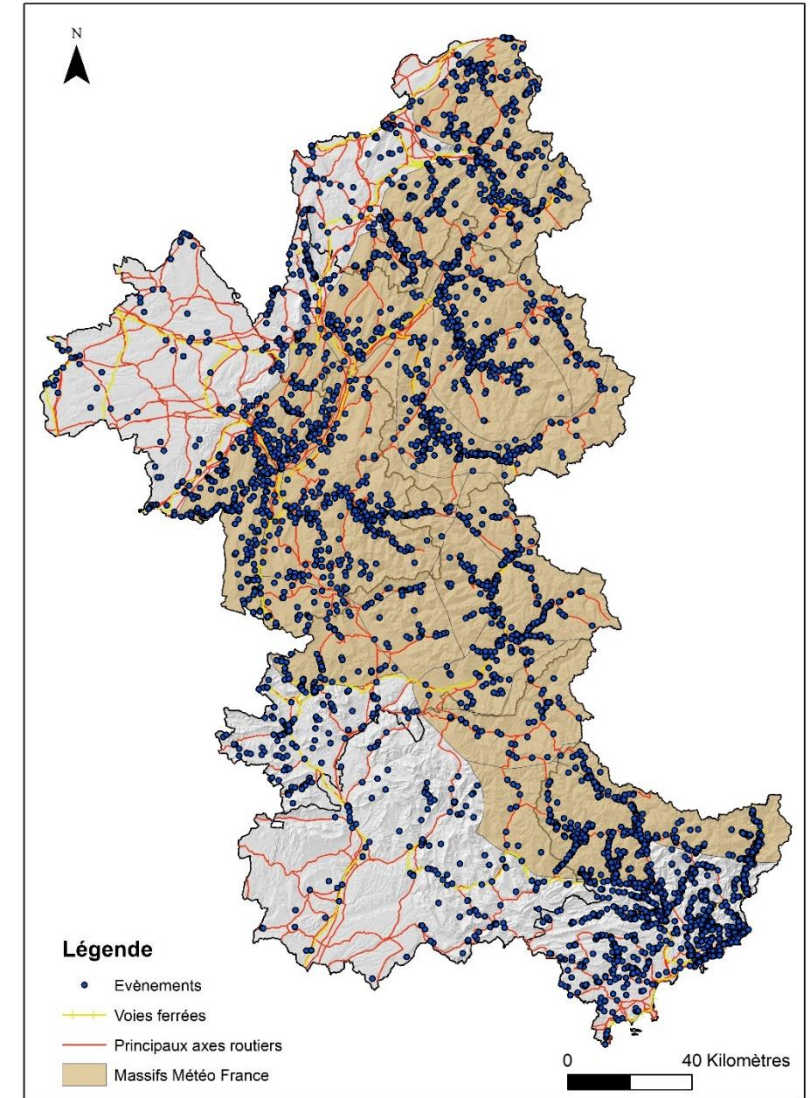 N
Légende
Evènements
Voies ferrées
Principaux axes routiers
Massifs Météo France
0 40 Kilomètres